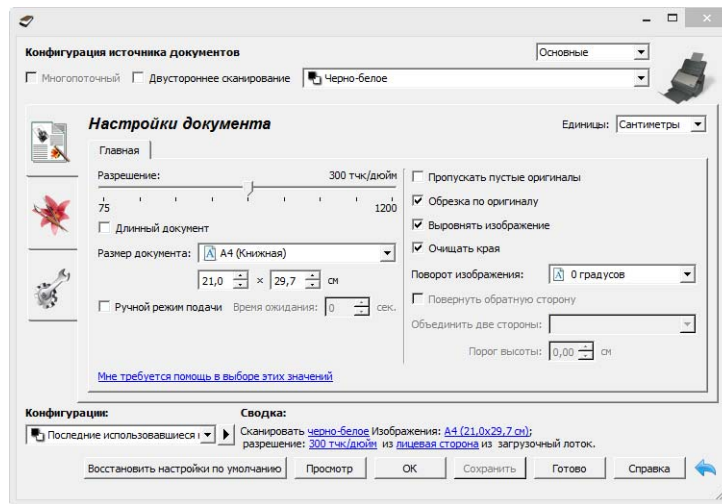 Конфигурация источника документов
Основные
Многопоточный
Двустороннее сканирование
Черно-белое
Настройки документа
Единицы: Сантиметры
Главная
Разрешение: 300 тчк/дюйм
75 1200
Длинный документ
Размер документа: A4 (Книжная)
21,0 × 29,7 см
Ручной режим подачи Время ожидания: 0 сек.
Мне требуется помощь в выборе этих значений
Пропускать пустые оригиналы
Обрезка по оригиналу
Выровнять изображение
Очищать края
Поворот изображения: 0 градусов
Повернуть обратную сторону
Объединить две стороны:
Порог высоты: 0,00 см
Конфигурации:
Последние использовавшиеся
Сводка:
Сканировать черно-белое Изображения: A4 (21,0x29,7 см);
разрешение: 300 тчк/дюйм из лицевая сторона из загрузочный лоток.
Восстановить настройки по умолчанию Просмотр ОК Сохранить Готово Справка